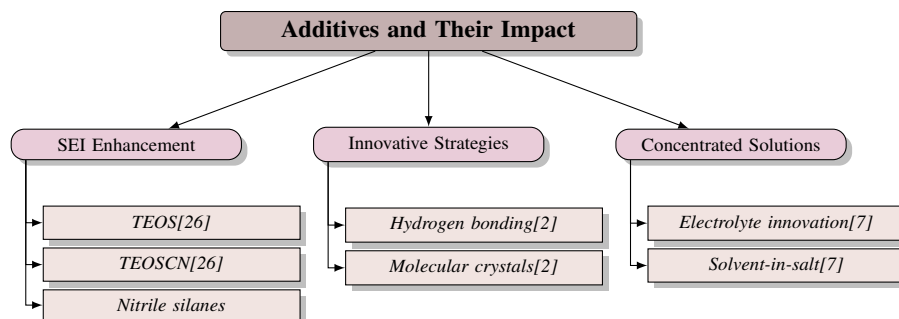 Additives and Their Impact
SEI Enhancement
Innovative Strategies
Concentrated Solutions
TEOS[26]
TEOSCN[26]
Nitrile silanes
Hydrogen bonding[2]
Molecular crystals[2]
Electrolyte innovation[7]
Solvent-in-salt[7]